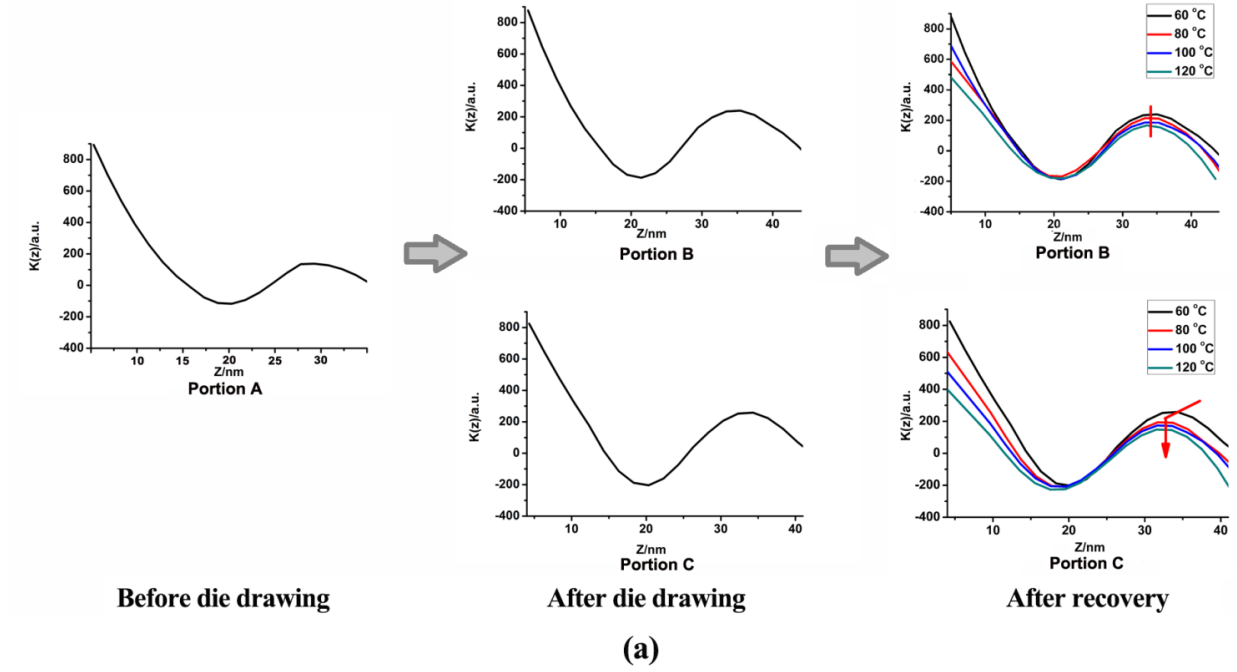 K(z)/a.u.
800
600
400
200
0
-200
-400
10 15 20 25 30
Z/nm
Portion A
Before die drawing
K(z)/a.u.
800
600
400
200
0
-200
-400
10 20 30 40
Z/nm
Portion B
K(z)/a.u.
800
600
400
200
0
-200
-400
10 20 30 40
Z/nm
Portion C
After die drawing
60 °C
80 °C
100 °C
120 °C
K(z)/a.u.
800
600
400
200
0
-200
-400
10 20 30 40
Z/nm
Portion B
60 °C
80 °C
100 °C
120 °C
K(z)/a.u.
800
600
400
200
0
-200
-400
10 20 30 40
Z/nm
Portion C
After recovery
(a)